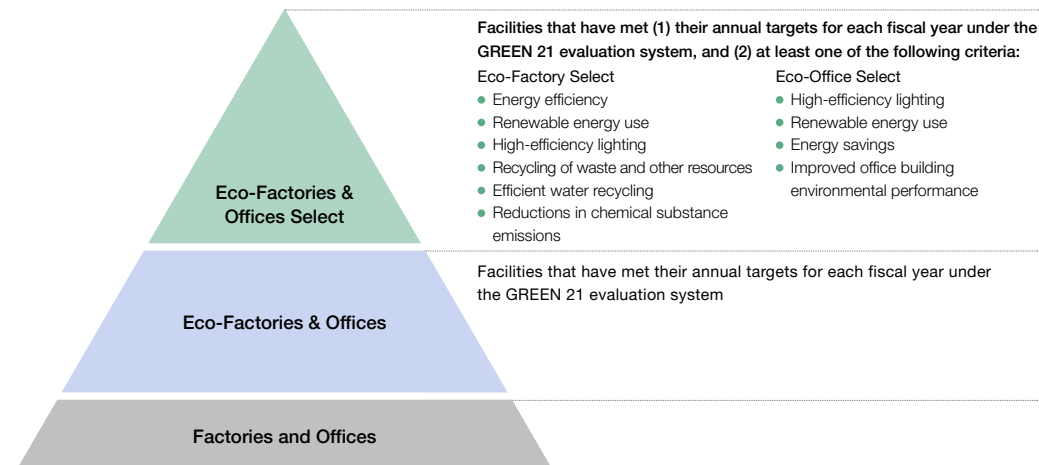 Facilities that have met (1) their annual targets for each fiscal year under the
GREEN 21 evaluation system, and (2) at least one of the following criteria:
Eco-Factory Select
Energy efficiency
Renewable energy use
High-efficiency lighting
Recycling of waste and other resources
Efficient water recycling
Reductions in chemical substance
emissions
Eco-Office Select
High-efficiency lighting
Renewable energy use
Energy savings
Improved office building
environmental performance
Eco-Factories &
Offices Select
Facilities that have met their annual targets for each fiscal year under
the GREEN 21 evaluation system
Eco-Factories & Offices
Factories and Offices